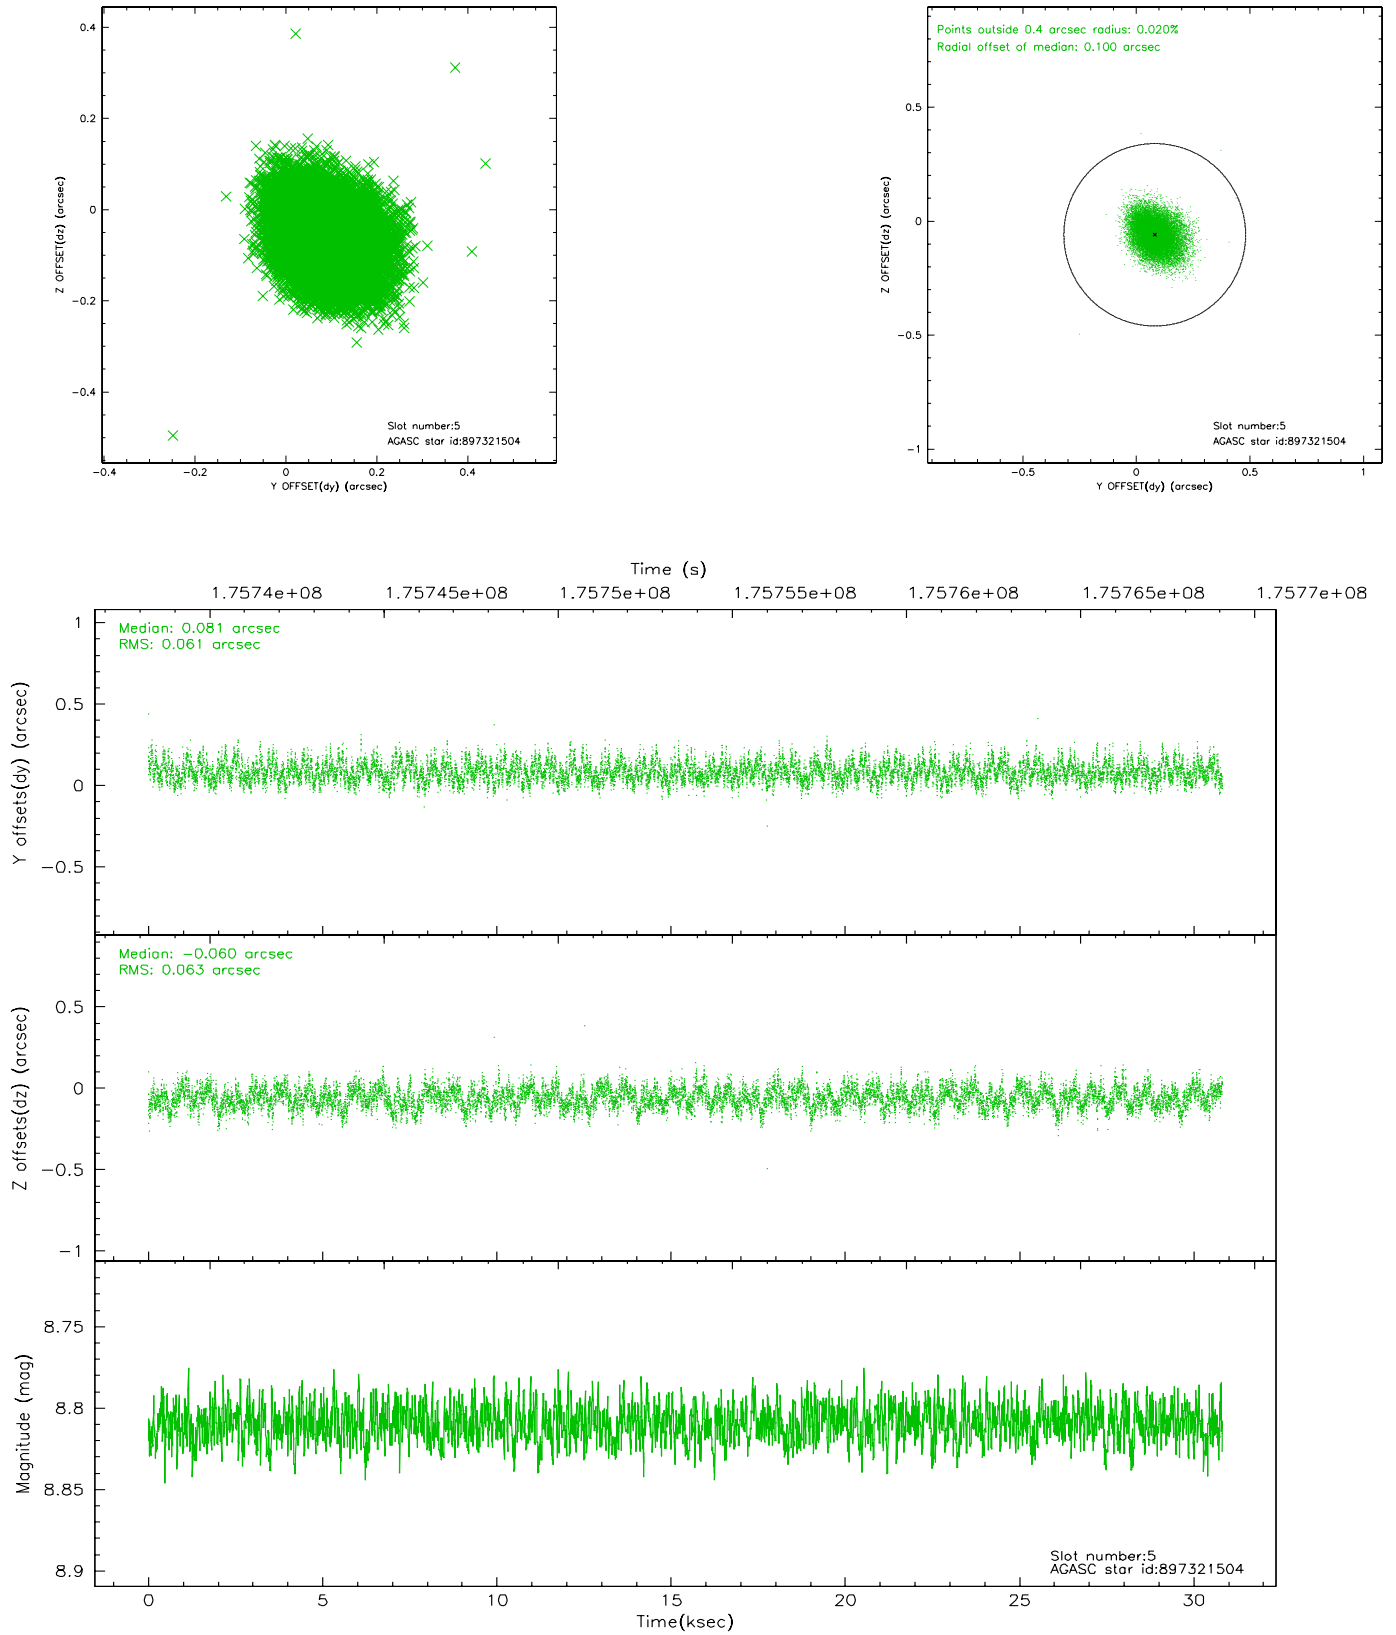 0.4
0.2
0
−0.2
−0.4
Z OFFSET(dz) (arcsec)
Slot number:5
AGASC star id:897321504
−0.4 −0.2 0 0.2 0.4
Y OFFSET(dy) (arcsec)
Points outside 0.4 arcsec radius: 0.020%
Radial offset of median: 0.100 arcsec
0.5
0
−0.5
−1
Z OFFSET(dz) (arcsec)
Slot number:5
AGASC star id:897321504
−0.5 0 0.5 1
Y OFFSET(dy) (arcsec)
Time (s)
1.7574e+08 1.75745e+08 1.7575e+08 1.75755e+08 1.7576e+08 1.75765e+08 1.7577e+08
Median: 0.081 arcsec
RMS: 0.061 arcsec
1
0.5
0
−0.5
Y offsets(dy) (arcsec)
Median: −0.060 arcsec
RMS: 0.063 arcsec
0.5
0
−0.5
−1
Z offsets(dz) (arcsec)
8.75
8.8
8.85
8.9
Magnitude (mag)
Slot number:5
AGASC star id:897321504
0 5 10 15 20 25 30
Time(ksec)